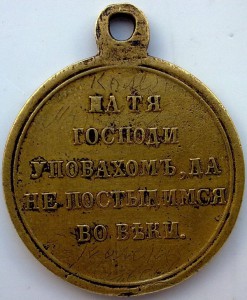 НА ТЯ
ГОСПОДИ
УПОВАХОМЪ, ДА
НЕ ПОСТЫДИМСЯ
ВО ВѢКИ.